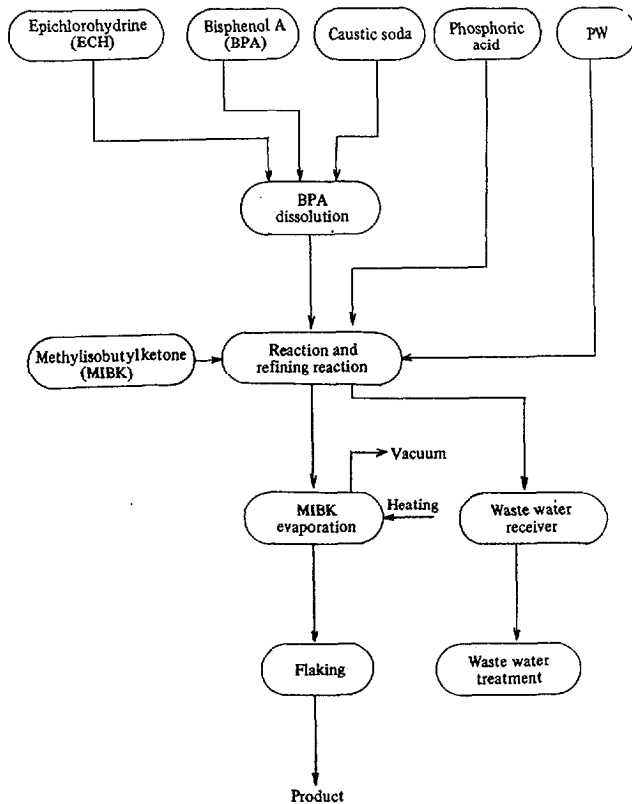 Epichlorohydrine
(ECH)
Bisphenol A
(BPA)
Caustic soda
Phosphoric
acid
PW
BPA
dissolution
Methylisobutylketone
(MIBK)
Reaction and
refining reaction
Vacuum
MIBK
evaporation
Heating
Waste water
receiver
Flaking
Waste water
treatment
Product